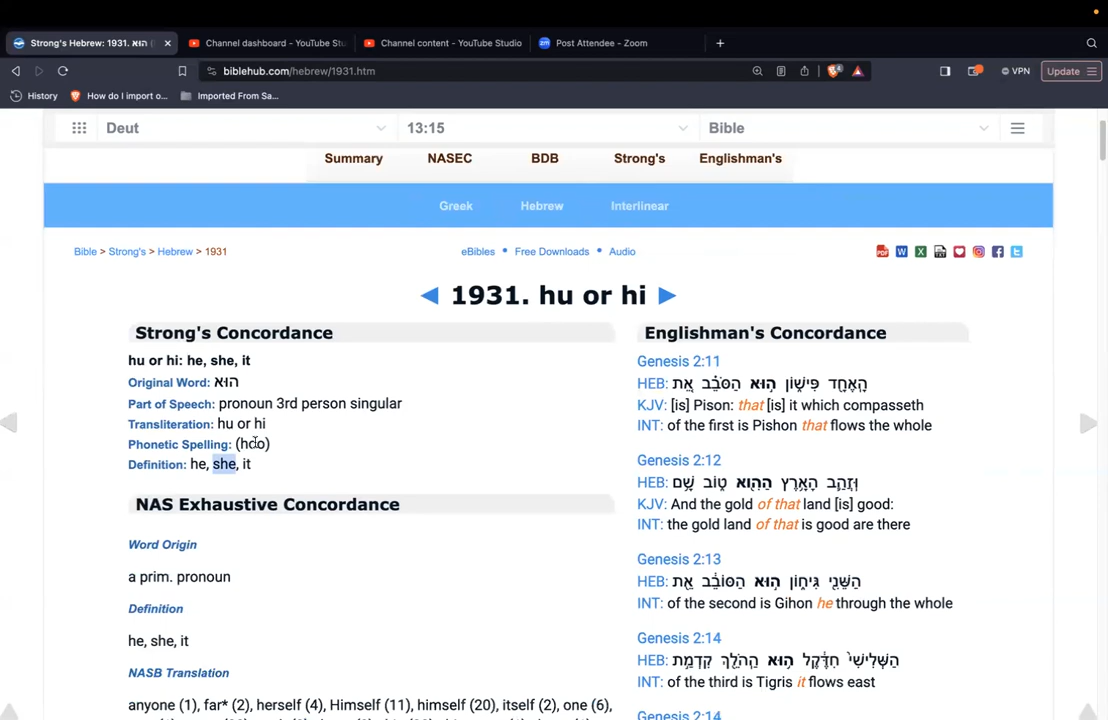 Strong's Hebrew: 1931. הוּא (
Channel dashboard - YouTube Stu
Channel content - YouTube Studio
Post Attendee - Zoom
biblehub.com/hebrew/1931.htm
VPN
Update
History
How do I import o...
Imported From Sa...
Deut
13:15
Bible
Summary
NASEC
BDB
Strong's
Englishman's
Greek
Hebrew
Interlinear
Bible > Strong's > Hebrew > 1931
eBibles • Free Downloads • Audio
◄ 1931. hu or hi ►
Strong's Concordance
hu or hi: he, she, it
Original Word: הוּא
Part of Speech: pronoun 3rd person singular
Transliteration: hu or hi
Phonetic Spelling: (hoo)
Definition: he, she, it
NAS Exhaustive Concordance
Word Origin
a prim. pronoun
Definition
he, she, it
NASB Translation
anyone (1), far* (2), herself (4), Himself (11), himself (20), itself (2), one (6),
Englishman's Concordance
Genesis 2:11
HEB: הָֽאֶחָ֖ד פִּישׁ֑וֹן ה֣וּא הַסֹּבֵ֗ב אֵ֚ת
KJV: [is] Pison: that [is] it which compasseth
INT: of the first is Pishon that flows the whole
Genesis 2:12
HEB: וּֽזֲהַ֛ב הָאָ֥רֶץ הַהִ֖וא ט֑וֹב שָׁ֥ם
KJV: And the gold of that land [is] good:
INT: the gold land of that is good are there
Genesis 2:13
HEB: הַשֵּׁנִ֖י גִּיח֑וֹן ה֣וּא הַסּוֹבֵ֔ב אֵ֖ת
INT: of the second is Gihon he through the whole
Genesis 2:14
HEB: הַשְּׁלִישִׁי֙ חִדֶּ֔קֶל ה֥וּא הַֽהֹלֵ֖ךְ קִדְמַ֣ת
INT: of the third is Tigris it flows east
Genesis 2:14